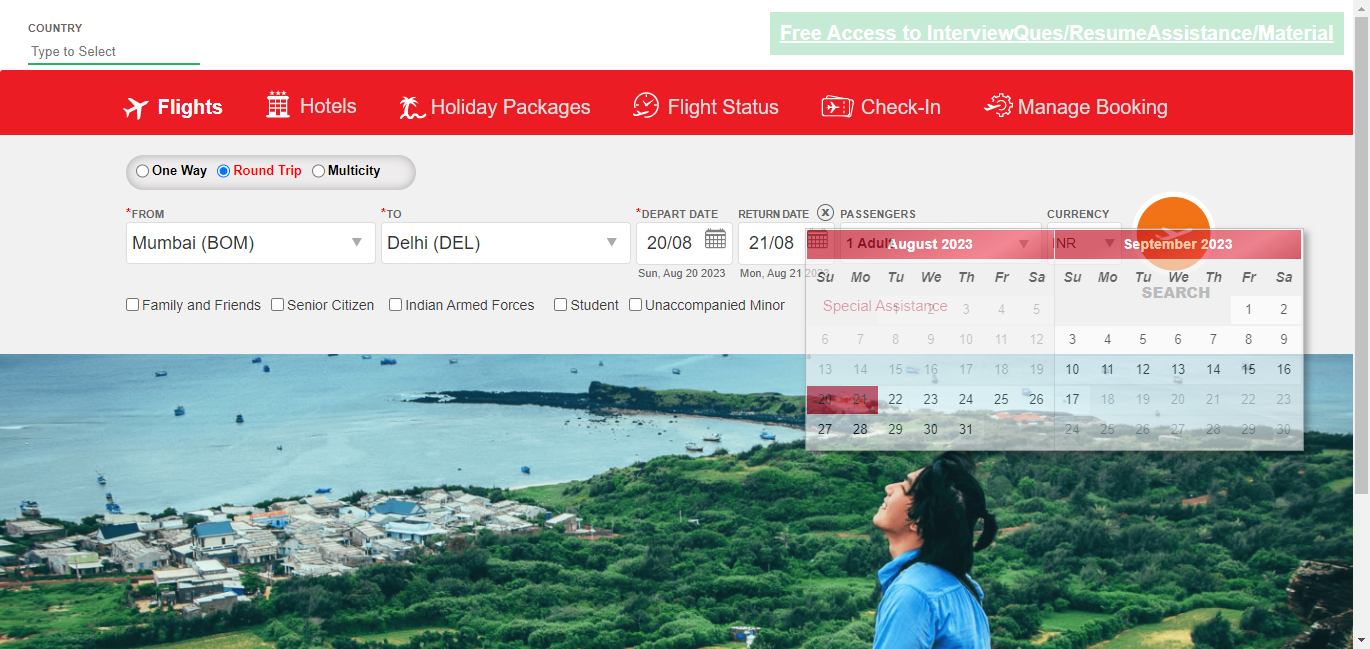 COUNTRY
Type to Select
Free Access to InterviewQues/ResumeAssistance/Material
Flights Hotels Holiday Packages Flight Status Check-In Manage Booking
One Way Round Trip Multicity
*FROM *TO *DEPART DATE RETURN DATE X PASSENGERS CURRENCY
Mumbai (BOM) Delhi (DEL) 20/08 21/08 1 Adult INR
Sun, Aug 20 2023 Mon, Aug 21 2023
August 2023 September 2023
Su Mo Tu We Th Fr Sa Su Mo Tu We Th Fr Sa
SEARCH
Family and Friends Senior Citizen Indian Armed Forces Student Unaccompanied Minor
Special Assistance
1 2 3 4 5 1 2
6 7 8 9 10 11 12 3 4 5 6 7 8 9
13 14 15 16 17 18 19 10 11 12 13 14 15 16
20 21 22 23 24 25 26 17 18 19 20 21 22 23
27 28 29 30 31 24 25 26 27 28 29 30